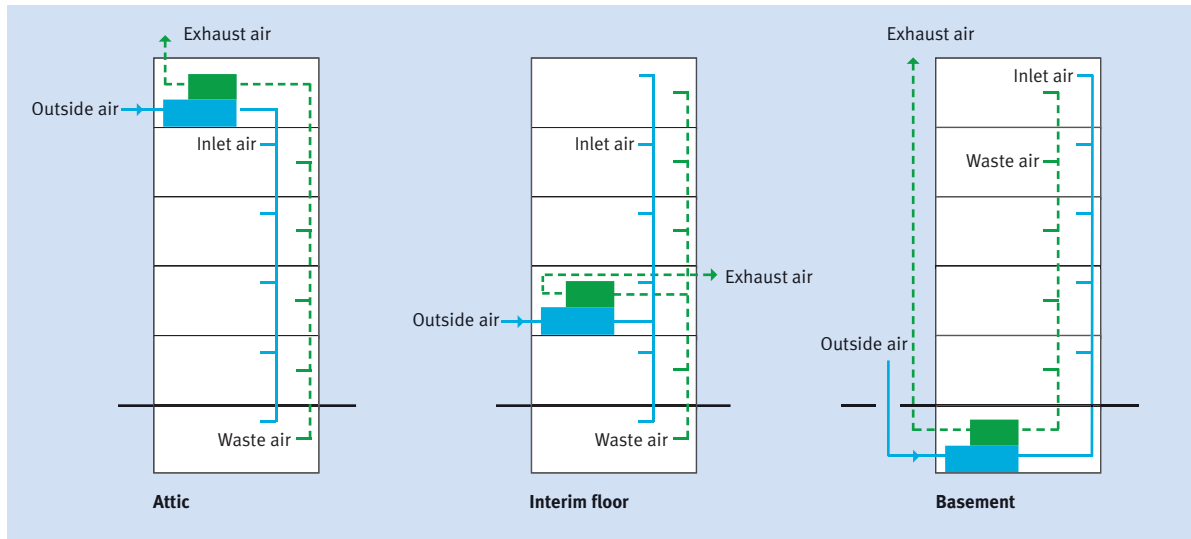 Exhaust air
Outside air
Inlet air
Waste air
Attic
Inlet air
Exhaust air
Outside air
Waste air
Interim floor
Exhaust air
Inlet air
Waste air
Outside air
Basement